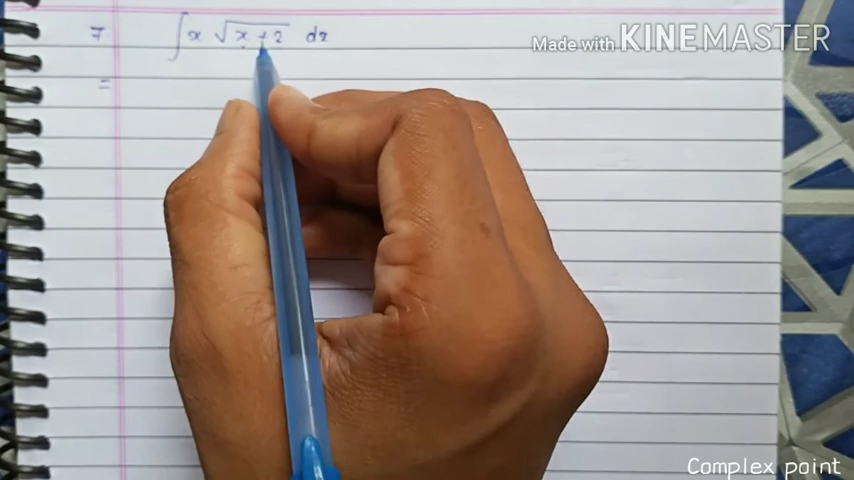 7 ∫ x √(x + 2) dx
=
Made with KINEMASTER
Complex point